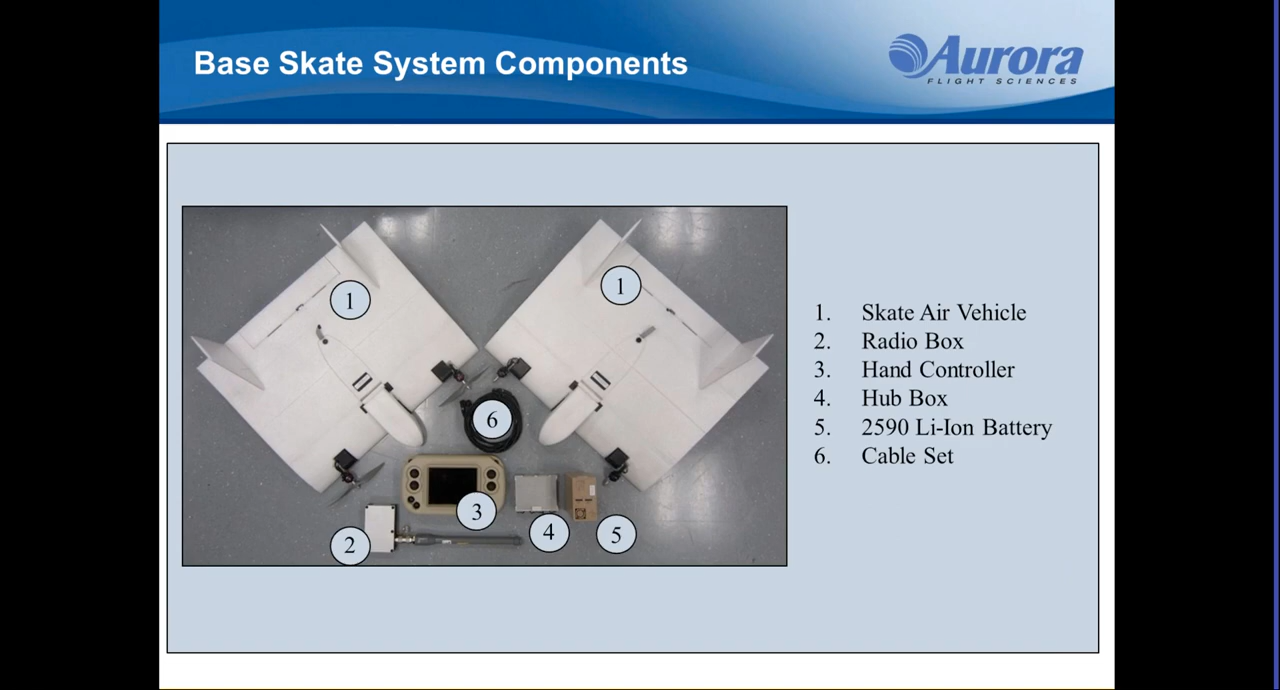 Base Skate System Components
Aurora
FLIGHT SCIENCES
1
1
6
3
4
5
2
1. Skate Air Vehicle
2. Radio Box
3. Hand Controller
4. Hub Box
5. 2590 Li-Ion Battery
6. Cable Set